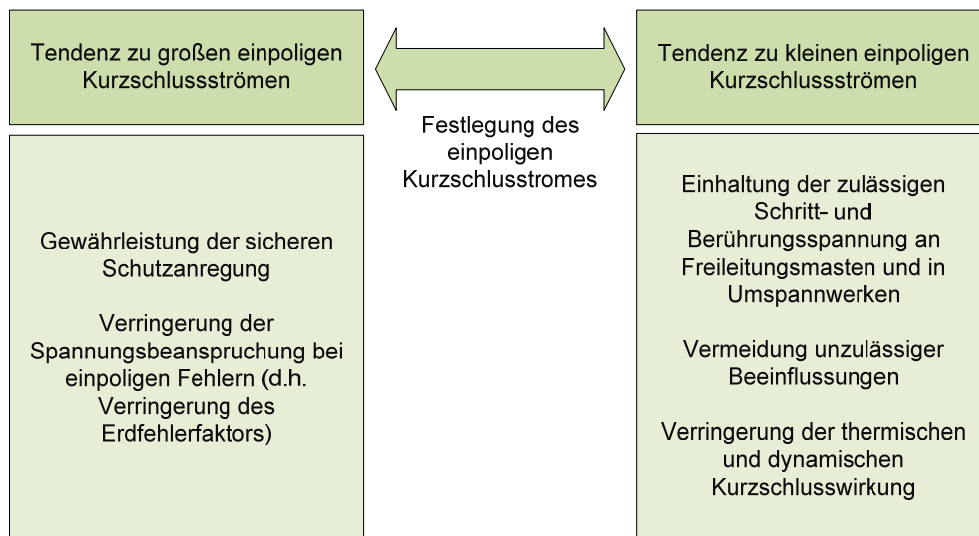 Tendenz zu großen einpoligen
Kurzschlussströmen
Festlegung des
einpoligen
Kurzschlusstromes
Tendenz zu kleinen einpoligen
Kurzschlussströmen
Gewährleistung der sicheren
Schutzanregung
Verringerung der
Spannungsbeanspruchung bei
einpoligen Fehlern (d.h.
Verringerung des
Erdfehlerfaktors)
Einhaltung der zulässigen
Schritt- und
Berührungsspannung an
Freileitungsmasten und in
Umspannwerken
Vermeidung unzulässiger
Beeinflussungen
Verringerung der thermischen
und dynamischen
Kurzschlusswirkung